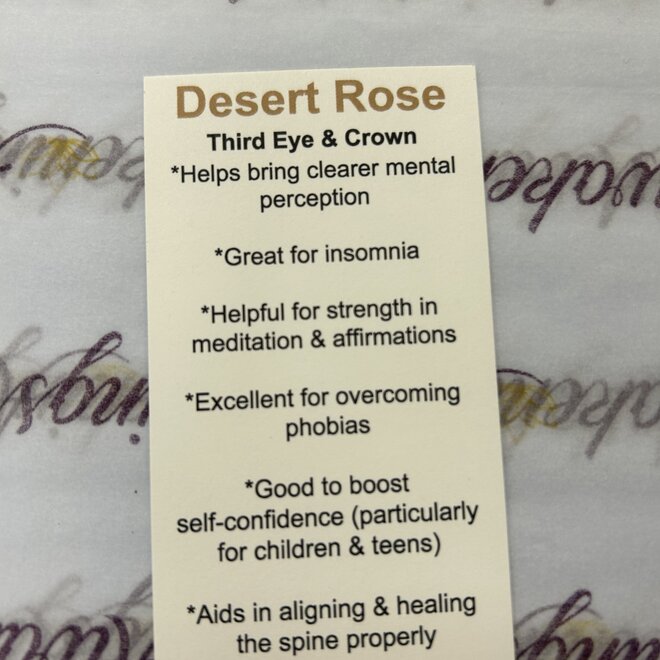 Desert Rose
Third Eye & Crown
*Helps bring clearer mental
perception
*Great for insomnia
*Helpful for strength in
meditation & affirmations
*Excellent for overcoming
phobias
*Good to boost
self-confidence (particularly
for children & teens)
*Aids in aligning & healing
the spine properly